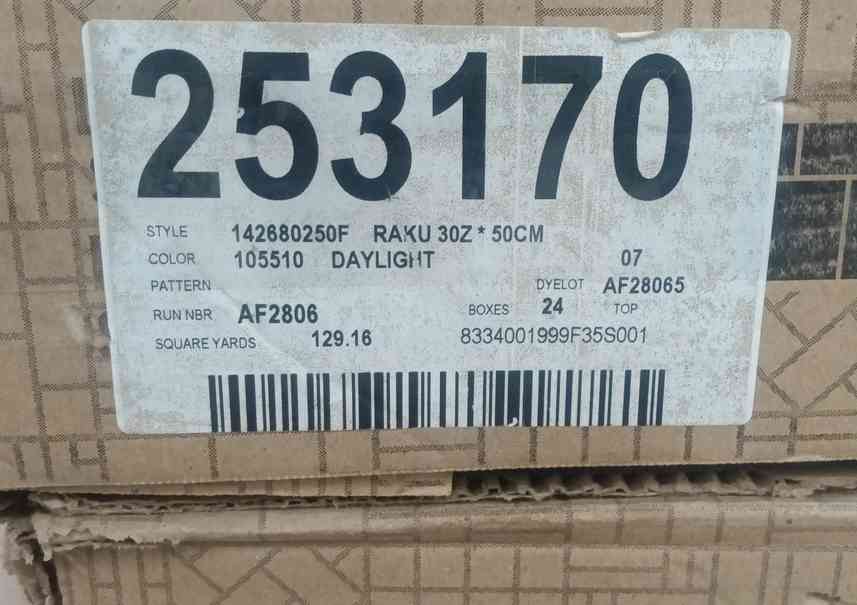 253170
STYLE 142680250F RAKU 30Z * 50CM
COLOR 105510 DAYLIGHT 07
PATTERN DYELOT AF28065
RUN NBR AF2806 BOXES 24 TOP
SQUARE YARDS 129.16 8334001999F35S001